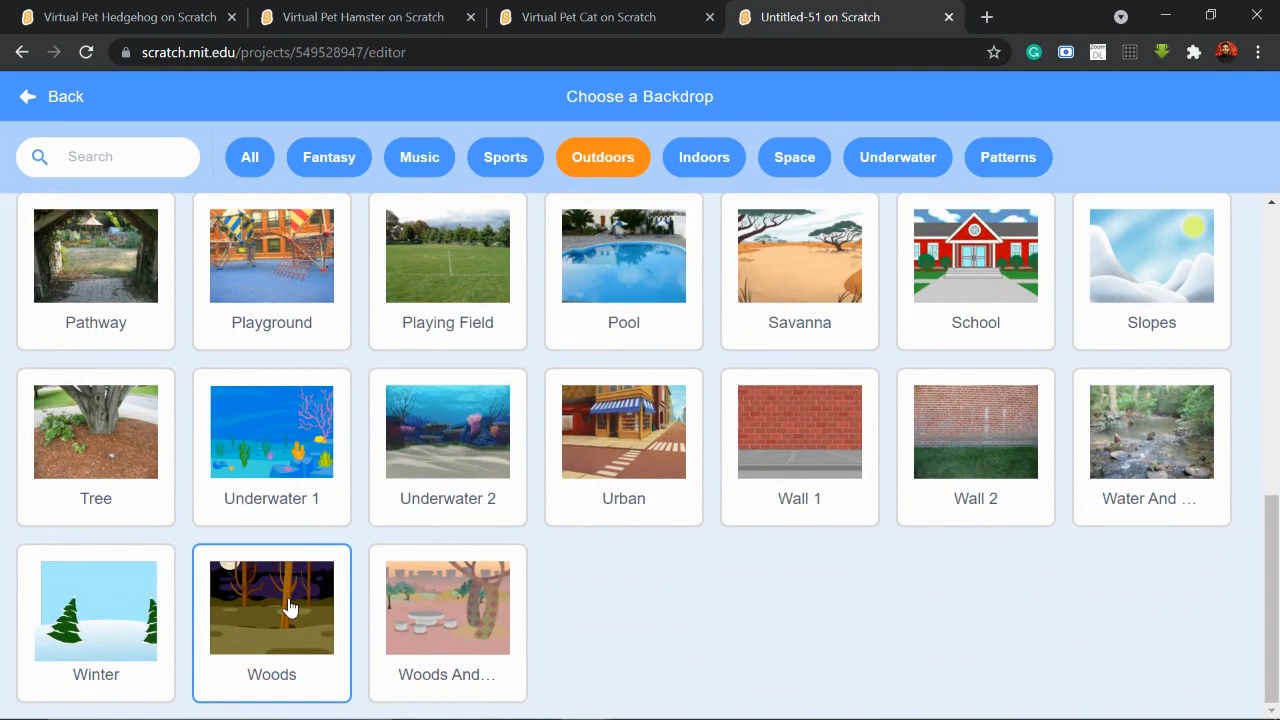 Virtual Pet Hedgehog on Scratch
Virtual Pet Hamster on Scratch
Virtual Pet Cat on Scratch
Untitled-51 on Scratch
scratch.mit.edu/projects/549528947/editor
Zoom DL
Back
Choose a Backdrop
Search
All
Fantasy
Music
Sports
Outdoors
Indoors
Space
Underwater
Patterns
Pathway
Playground
Playing Field
Pool
Savanna
School
Slopes
Tree
Underwater 1
Underwater 2
Urban
Wall 1
Wall 2
Water And ...
Winter
Woods
Woods And...